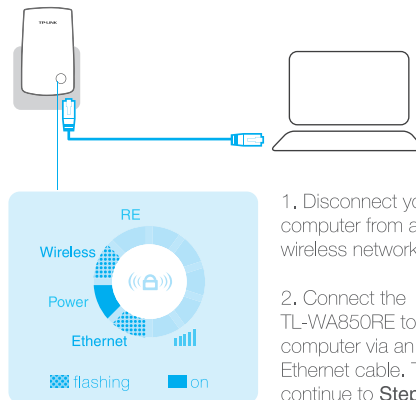 TP-LINK
RE
Wireless
Power
Ethernet
flashing
on
1. Disconnect
computer from
wireless network
2. Connect the
TL-WA850RE to
computer via an
Ethernet cable.
continue to Step